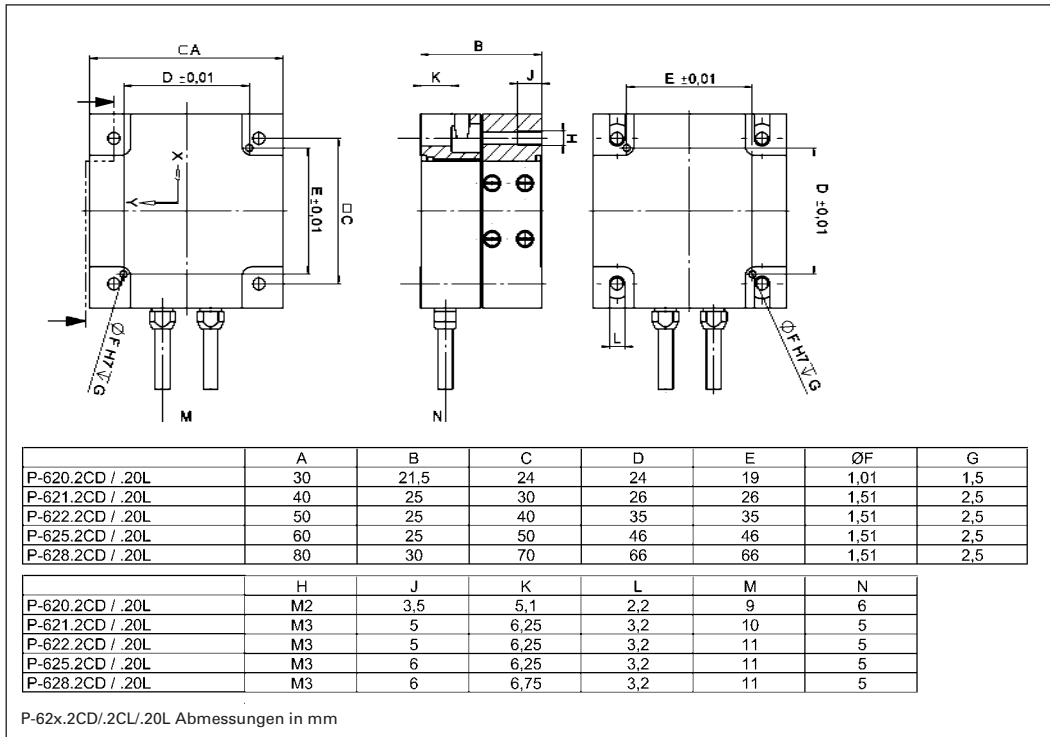 □A
B
D ±0,01
K
J
E ±0,01
X
Y
E±0,01
□C
H
D ±0,01
L
Ø F H7 ↧ G
Ø F H7 ↧ G
M
N
A B C D E ØF G
P-620.2CD / .20L 30 21,5 24 24 19 1,01 1,5
P-621.2CD / .20L 40 25 30 26 26 1,51 2,5
P-622.2CD / .20L 50 25 40 35 35 1,51 2,5
P-625.2CD / .20L 60 25 50 46 46 1,51 2,5
P-628.2CD / .20L 80 30 70 66 66 1,51 2,5
H J K L M N
P-620.2CD / .20L M2 3,5 5,1 2,2 9 6
P-621.2CD / .20L M3 5 6,25 3,2 10 5
P-622.2CD / .20L M3 5 6,25 3,2 11 5
P-625.2CD / .20L M3 6 6,25 3,2 11 5
P-628.2CD / .20L M3 6 6,75 3,2 11 5
P-62x.2CD/.2CL/.20L Abmessungen in mm